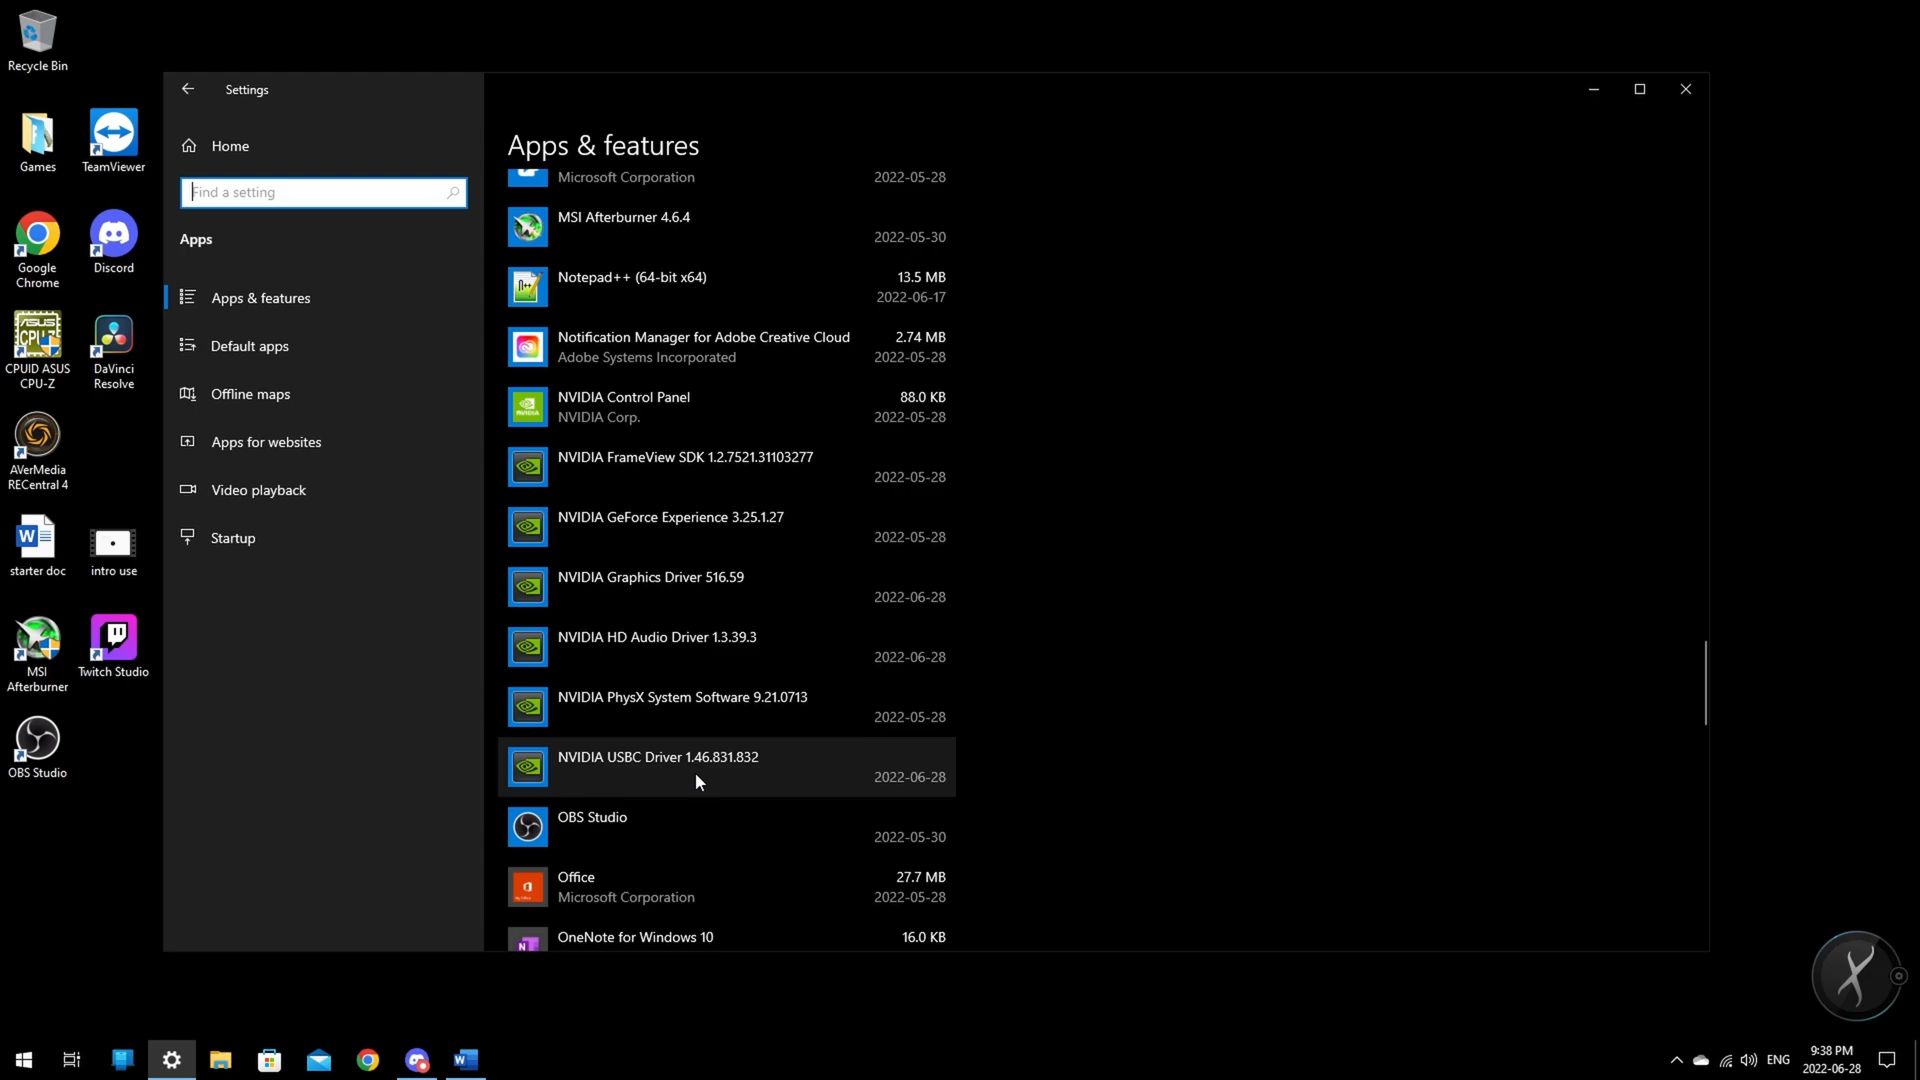 Recycle Bin
Games
TeamViewer
Google
Chrome
Discord
CPUID ASUS
CPU-Z
DaVinci
Resolve
AVerMedia
RECentral 4
starter doc
intro use
MSI
Afterburner
Twitch Studio
OBS Studio
Settings
Home
Find a setting
Apps
Apps & features
Default apps
Offline maps
Apps for websites
Video playback
Startup
Apps & features
Microsoft Corporation 2022-05-28
MSI Afterburner 4.6.4
2022-05-30
Notepad++ (64-bit x64) 13.5 MB
2022-06-17
Notification Manager for Adobe Creative Cloud 2.74 MB
Adobe Systems Incorporated 2022-05-28
NVIDIA Control Panel 88.0 KB
NVIDIA Corp. 2022-05-28
NVIDIA FrameView SDK 1.2.7521.31103277
2022-05-28
NVIDIA GeForce Experience 3.25.1.27
2022-05-28
NVIDIA Graphics Driver 516.59
2022-06-28
NVIDIA HD Audio Driver 1.3.39.3
2022-06-28
NVIDIA PhysX System Software 9.21.0713
2022-05-28
NVIDIA USBC Driver 1.46.831.832
2022-06-28
OBS Studio
2022-05-30
Office 27.7 MB
Microsoft Corporation 2022-05-28
OneNote for Windows 10 16.0 KB
ENG
9:38 PM
2022-06-28